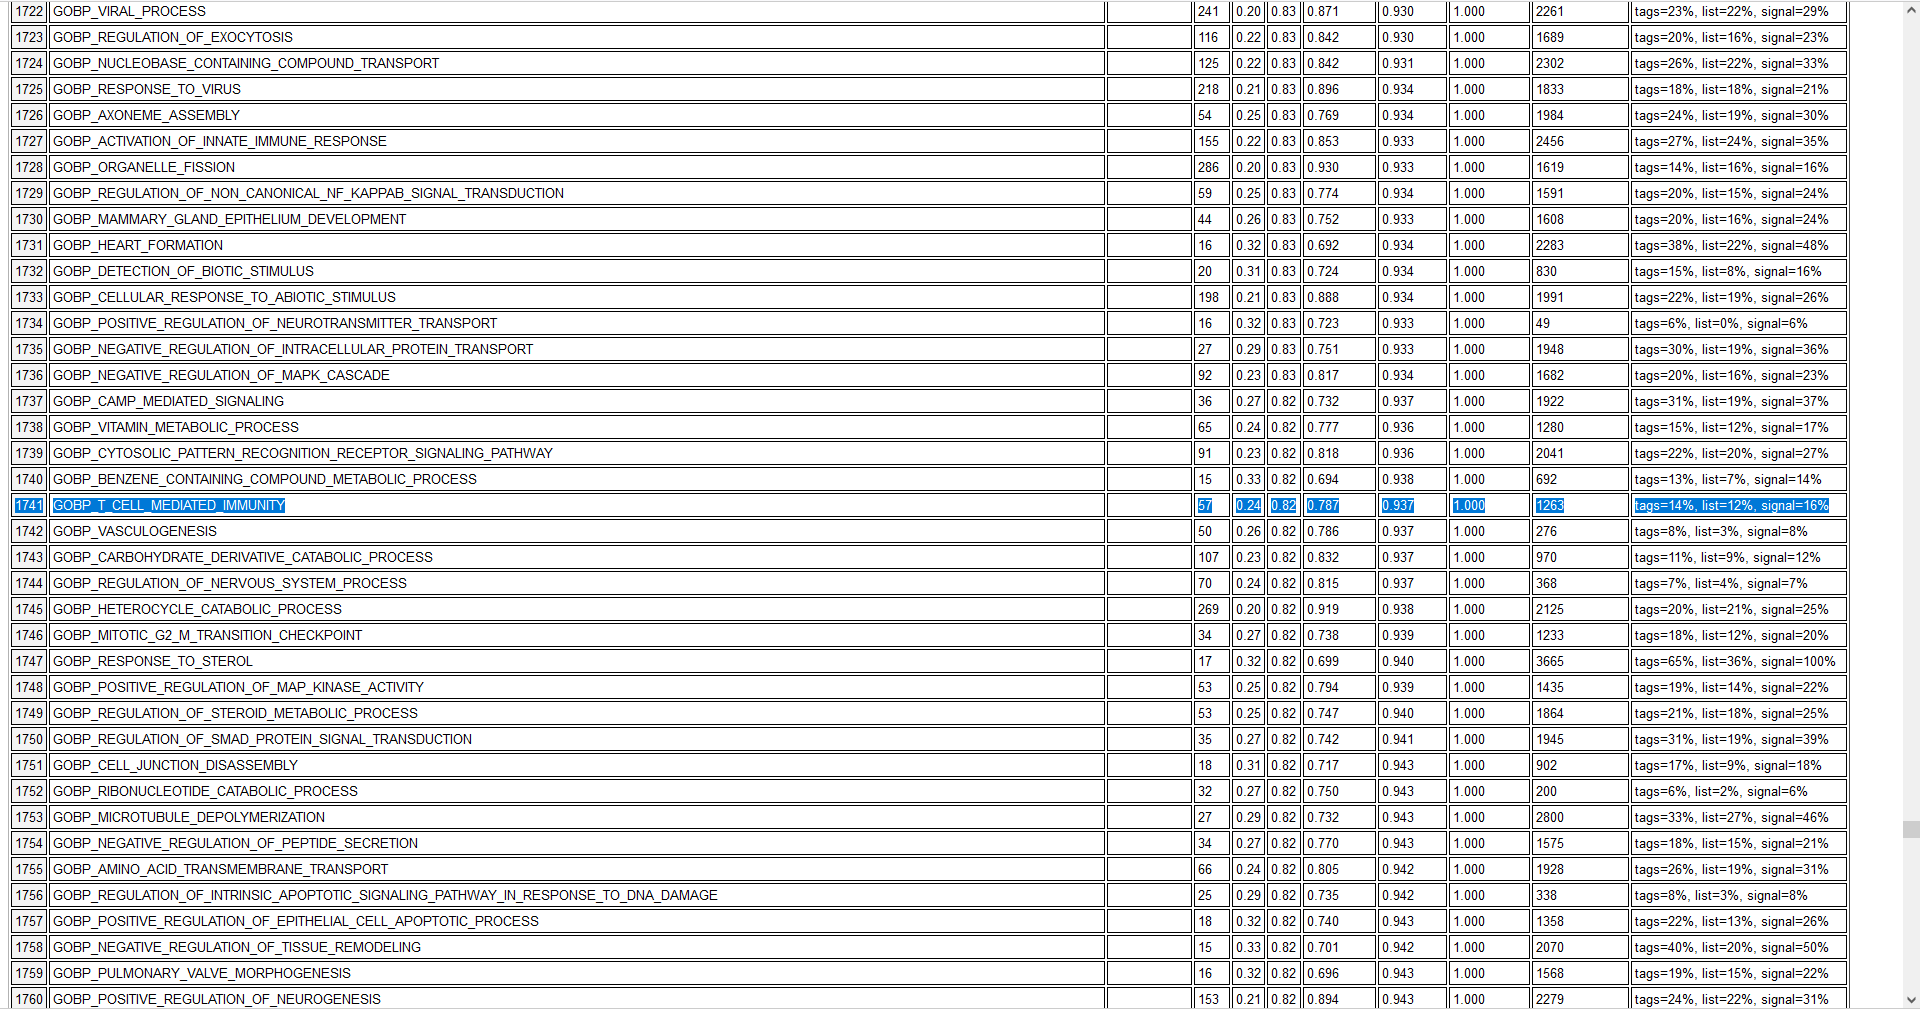 1722 GOBP_VIRAL_PROCESS 241 0.20 0.83 0.871 0.930 1.000 2261 tags=23%, list=22%, signal=29%
1723 GOBP_REGULATION_OF_EXOCYTOSIS 116 0.22 0.83 0.842 0.930 1.000 1689 tags=20%, list=16%, signal=23%
1724 GOBP_NUCLEOBASE_CONTAINING_COMPOUND_TRANSPORT 125 0.22 0.83 0.842 0.931 1.000 2302 tags=26%, list=22%, signal=33%
1725 GOBP_RESPONSE_TO_VIRUS 218 0.21 0.83 0.896 0.934 1.000 1833 tags=18%, list=18%, signal=21%
1726 GOBP_AXONEME_ASSEMBLY 54 0.25 0.83 0.769 0.934 1.000 1984 tags=24%, list=19%, signal=30%
1727 GOBP_ACTIVATION_OF_INNATE_IMMUNE_RESPONSE 155 0.22 0.83 0.853 0.933 1.000 2456 tags=27%, list=24%, signal=35%
1728 GOBP_ORGANELLE_FISSION 286 0.20 0.83 0.930 0.933 1.000 1619 tags=14%, list=16%, signal=16%
1729 GOBP_REGULATION_OF_NON_CANONICAL_NF_KAPPAB_SIGNAL_TRANSDUCTION 59 0.25 0.83 0.774 0.934 1.000 1591 tags=20%, list=15%, signal=24%
1730 GOBP_MAMMARY_GLAND_EPITHELIUM_DEVELOPMENT 44 0.26 0.83 0.752 0.933 1.000 1608 tags=20%, list=16%, signal=24%
1731 GOBP_HEART_FORMATION 16 0.32 0.83 0.692 0.934 1.000 2283 tags=38%, list=22%, signal=48%
1732 GOBP_DETECTION_OF_BIOTIC_STIMULUS 20 0.31 0.83 0.724 0.934 1.000 830 tags=15%, list=8%, signal=16%
1733 GOBP_CELLULAR_RESPONSE_TO_ABIOTIC_STIMULUS 198 0.21 0.83 0.888 0.934 1.000 1991 tags=22%, list=19%, signal=26%
1734 GOBP_POSITIVE_REGULATION_OF_NEUROTRANSMITTER_TRANSPORT 16 0.32 0.83 0.723 0.933 1.000 49 tags=6%, list=0%, signal=6%
1735 GOBP_NEGATIVE_REGULATION_OF_INTRACELLULAR_PROTEIN_TRANSPORT 27 0.29 0.83 0.751 0.933 1.000 1948 tags=30%, list=19%, signal=36%
1736 GOBP_NEGATIVE_REGULATION_OF_MAPK_CASCADE 92 0.23 0.83 0.817 0.934 1.000 1682 tags=20%, list=16%, signal=23%
1737 GOBP_CAMP_MEDIATED_SIGNALING 36 0.27 0.82 0.732 0.937 1.000 1922 tags=31%, list=19%, signal=37%
1738 GOBP_VITAMIN_METABOLIC_PROCESS 65 0.24 0.82 0.777 0.936 1.000 1280 tags=15%, list=12%, signal=17%
1739 GOBP_CYTOSOLIC_PATTERN_RECOGNITION_RECEPTOR_SIGNALING_PATHWAY 91 0.23 0.82 0.818 0.936 1.000 2041 tags=22%, list=20%, signal=27%
1740 GOBP_BENZENE_CONTAINING_COMPOUND_METABOLIC_PROCESS 15 0.33 0.82 0.694 0.938 1.000 692 tags=13%, list=7%, signal=14%
1741 GOBP_T_CELL_MEDIATED_IMMUNITY 57 0.24 0.82 0.787 0.937 1.000 1263 tags=14%, list=12%, signal=16%
1742 GOBP_VASCULOGENESIS 50 0.26 0.82 0.786 0.937 1.000 276 tags=8%, list=3%, signal=8%
1743 GOBP_CARBOHYDRATE_DERIVATIVE_CATABOLIC_PROCESS 107 0.23 0.82 0.832 0.937 1.000 970 tags=11%, list=9%, signal=12%
1744 GOBP_REGULATION_OF_NERVOUS_SYSTEM_PROCESS 70 0.24 0.82 0.815 0.937 1.000 368 tags=7%, list=4%, signal=7%
1745 GOBP_HETEROCYCLE_CATABOLIC_PROCESS 269 0.20 0.82 0.919 0.938 1.000 2125 tags=20%, list=21%, signal=25%
1746 GOBP_MITOTIC_G2_M_TRANSITION_CHECKPOINT 34 0.27 0.82 0.738 0.939 1.000 1233 tags=18%, list=12%, signal=20%
1747 GOBP_RESPONSE_TO_STEROL 17 0.32 0.82 0.699 0.940 1.000 3665 tags=65%, list=36%, signal=100%
1748 GOBP_POSITIVE_REGULATION_OF_MAP_KINASE_ACTIVITY 53 0.25 0.82 0.794 0.939 1.000 1435 tags=19%, list=14%, signal=22%
1749 GOBP_REGULATION_OF_STEROID_METABOLIC_PROCESS 53 0.25 0.82 0.747 0.940 1.000 1864 tags=21%, list=18%, signal=25%
1750 GOBP_REGULATION_OF_SMAD_PROTEIN_SIGNAL_TRANSDUCTION 35 0.27 0.82 0.742 0.941 1.000 1945 tags=31%, list=19%, signal=39%
1751 GOBP_CELL_JUNCTION_DISASSEMBLY 18 0.31 0.82 0.717 0.943 1.000 902 tags=17%, list=9%, signal=18%
1752 GOBP_RIBONUCLEOTIDE_CATABOLIC_PROCESS 32 0.27 0.82 0.750 0.943 1.000 200 tags=6%, list=2%, signal=6%
1753 GOBP_MICROTUBULE_DEPOLYMERIZATION 27 0.29 0.82 0.732 0.943 1.000 2800 tags=33%, list=27%, signal=46%
1754 GOBP_NEGATIVE_REGULATION_OF_PEPTIDE_SECRETION 34 0.27 0.82 0.770 0.943 1.000 1575 tags=18%, list=15%, signal=21%
1755 GOBP_AMINO_ACID_TRANSMEMBRANE_TRANSPORT 66 0.24 0.82 0.805 0.942 1.000 1928 tags=26%, list=19%, signal=31%
1756 GOBP_REGULATION_OF_INTRINSIC_APOPTOTIC_SIGNALING_PATHWAY_IN_RESPONSE_TO_DNA_DAMAGE 25 0.29 0.82 0.735 0.942 1.000 338 tags=8%, list=3%, signal=8%
1757 GOBP_POSITIVE_REGULATION_OF_EPITHELIAL_CELL_APOPTOTIC_PROCESS 18 0.32 0.82 0.740 0.943 1.000 1358 tags=22%, list=13%, signal=26%
1758 GOBP_NEGATIVE_REGULATION_OF_TISSUE_REMODELING 15 0.33 0.82 0.701 0.942 1.000 2070 tags=40%, list=20%, signal=50%
1759 GOBP_PULMONARY_VALVE_MORPHOGENESIS 16 0.32 0.82 0.696 0.943 1.000 1568 tags=19%, list=15%, signal=22%
1760 GOBP_POSITIVE_REGULATION_OF_NEUROGENESIS 153 0.21 0.82 0.894 0.943 1.000 2279 tags=24%, list=22%, signal=31%